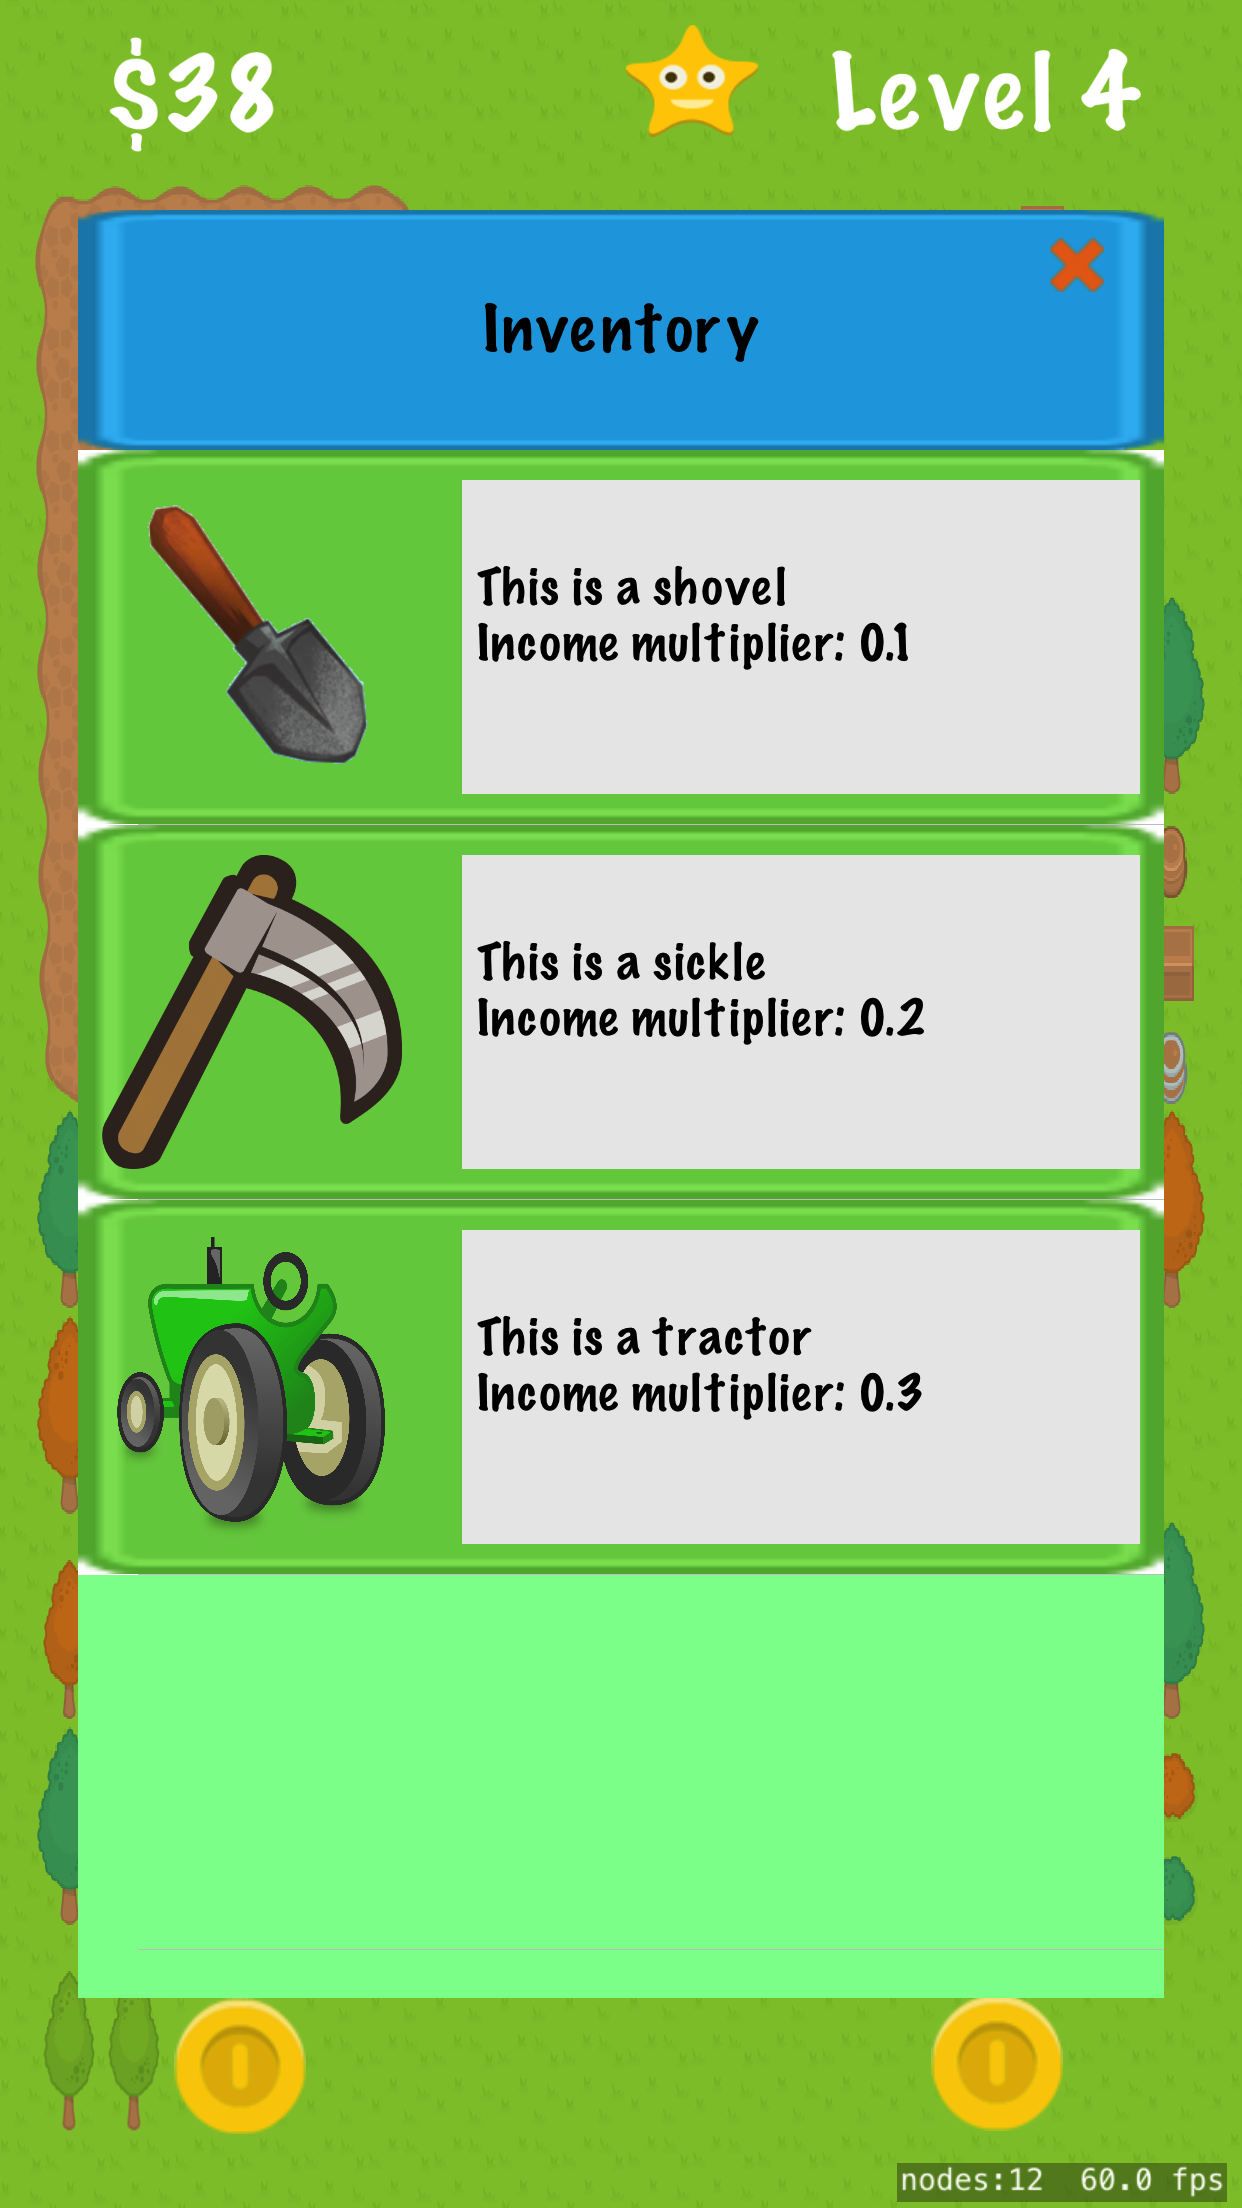 $38
Level 4
Inventory
This is a shovel
Income multiplier: 0.1
This is a sickle
Income multiplier: 0.2
This is a tractor
Income multiplier: 0.3
nodes:12 60.0 fps